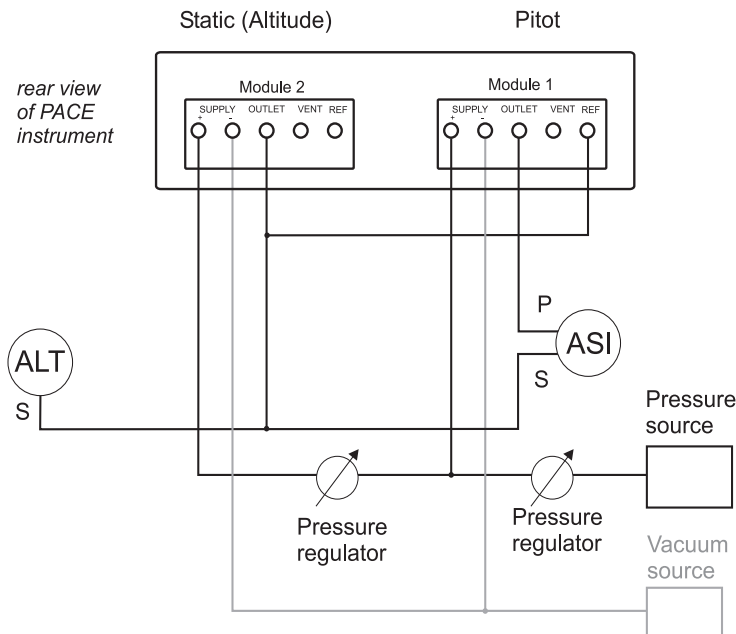 Static (Altitude)
Pitot
rear view
of PACE
instrument
Module 2
SUPPLY OUTLET VENT REF
+ -
Module 1
SUPPLY OUTLET VENT REF
+ -
P
ALT
ASI
S
S
Pressure
source
Pressure
regulator
Pressure
regulator
Vacuum
source